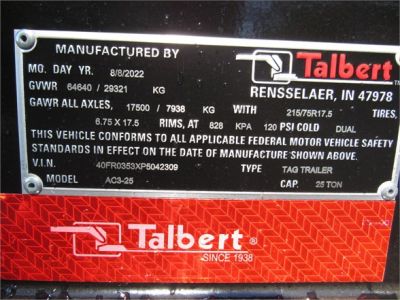 MANUFACTURED BY
Talbert
RENSSELAER, IN 47978
MO. DAY YR. 8/8/2022
GVWR 64640 / 29321 KG
GAWR ALL AXLES, 17500 / 7938 KG WITH 215/75R17.5 TIRES,
6.75 X 17.5 RIMS, AT 828 KPA 120 PSI COLD DUAL
THIS VEHICLE CONFORMS TO ALL APPLICABLE FEDERAL MOTOR VEHICLE SAFETY
STANDARDS IN EFFECT ON THE DATE OF MANUFACTURE SHOWN ABOVE.
V.I.N. 40FR0353XP5042309 TYPE TAG TRAILER
MODEL AC3-25 CAP. 25 TON
Talbert®
SINCE 1938